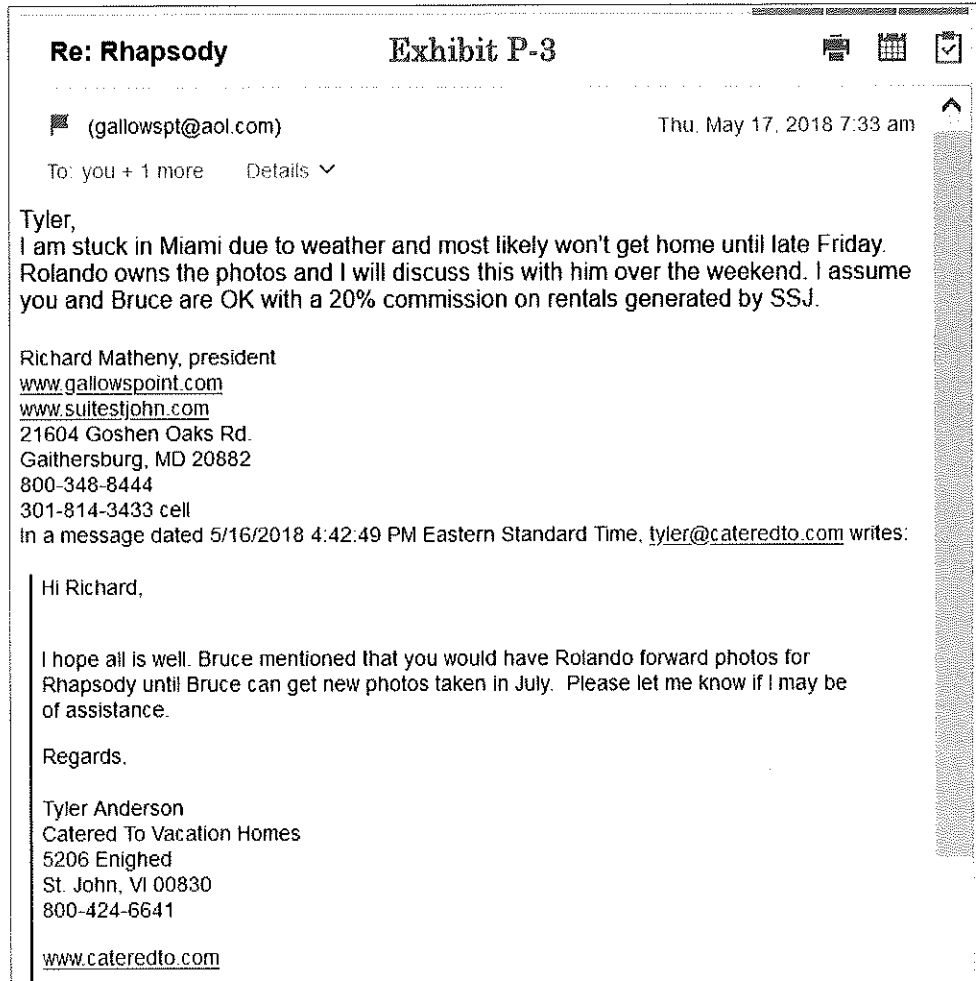 Re: Rhapsody Exhibit P-3
(gallowspt@aol.com) Thu, May 17, 2018 7:33 am
To: you + 1 more Details
Tyler,
I am stuck in Miami due to weather and most likely won't get home until late Friday.
Rolando owns the photos and I will discuss this with him over the weekend. I assume
you and Bruce are OK with a 20% commission on rentals generated by SSJ.
Richard Matheny, president
www.gallowspoint.com
www.suitestjohn.com
21604 Goshen Oaks Rd.
Gaithersburg, MD 20882
800-348-8444
301-814-3433 cell
In a message dated 5/16/2018 4:42:49 PM Eastern Standard Time, tyler@cateredto.com writes:
Hi Richard,
I hope all is well. Bruce mentioned that you would have Rolando forward photos for
Rhapsody until Bruce can get new photos taken in July. Please let me know if I may be
of assistance.
Regards,
Tyler Anderson
Catered To Vacation Homes
5206 Enighed
St. John, VI 00830
800-424-6641
www.cateredto.com